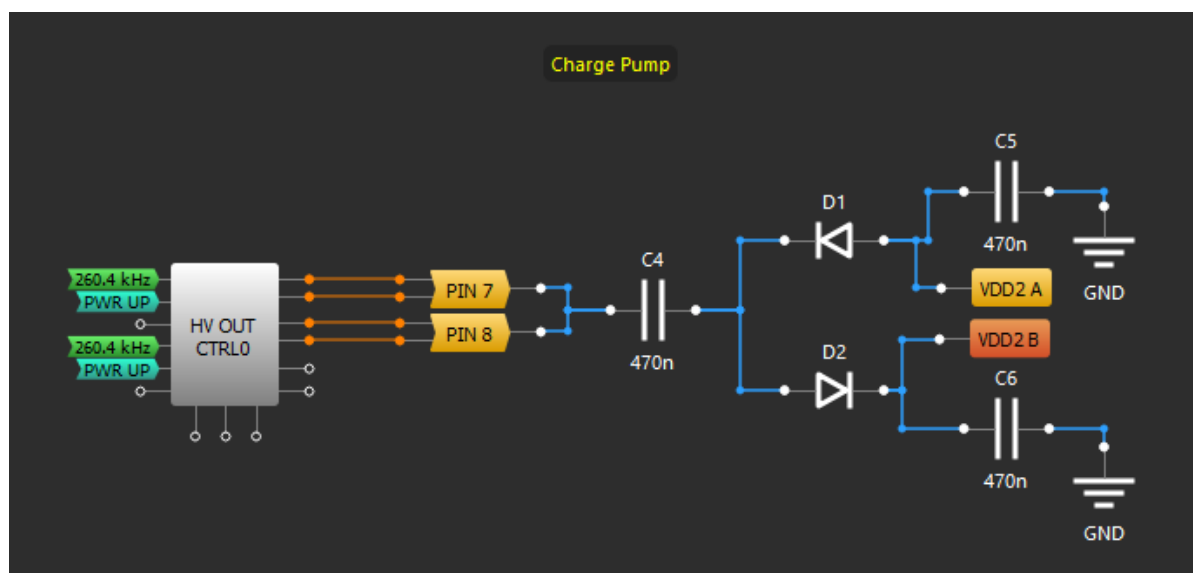 Charge Pump
260.4 kHz
PWR UP
260.4 kHz
PWR UP
HV OUT
CTRL0
PIN 7
PIN 8
C4
470n
D1
D2
C5
470n
GND
VDD2 A
VDD2 B
C6
470n
GND